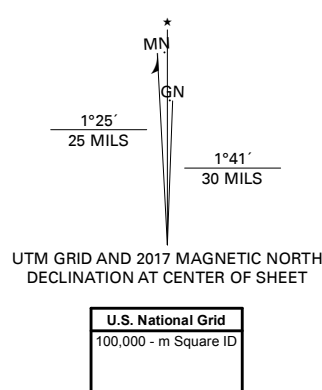 MN
GN
1°25´
25 MILS
1°41´
30 MILS
UTM GRID AND 2017 MAGNETIC NORTH
DECLINATION AT CENTER OF SHEET
U.S. National Grid
100,000 - m Square ID